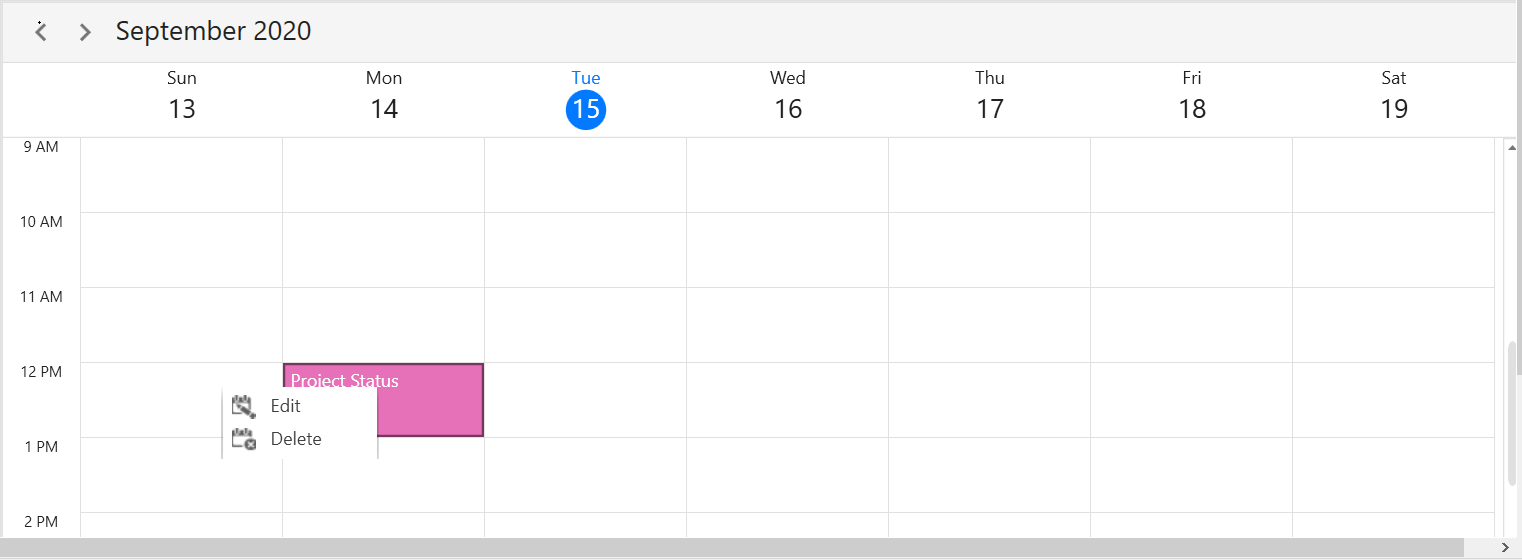 September 2020
Sun Mon Tue Wed Thu Fri Sat
13 14 15 16 17 18 19
9 AM
10 AM
11 AM
12 PM
Project Status
Edit
Delete
1 PM
2 PM